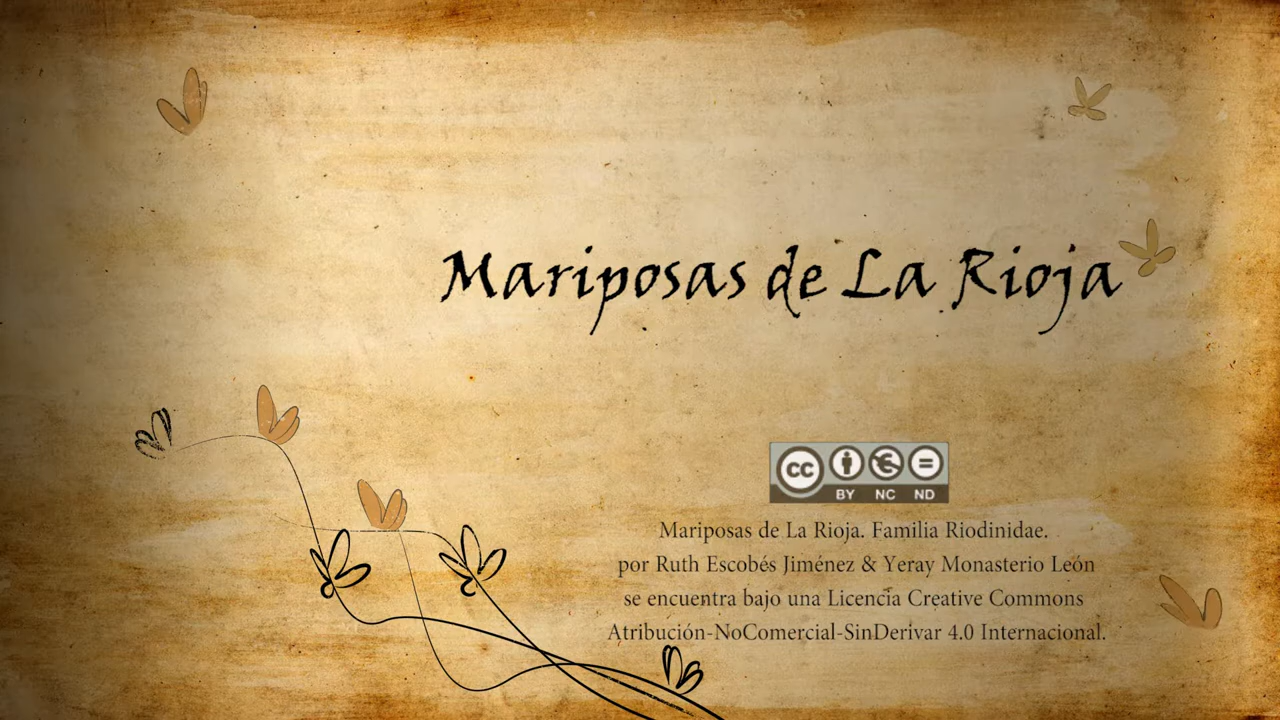 Mariposas de La Rioja
cc
BY NC ND
Mariposas de La Rioja. Familia Riodinidae.
por Ruth Escobés Jiménez & Yeray Monasterio León
se encuentra bajo una Licencia Creative Commons
Atribución-NoComercial-SinDerivar 4.0 Internacional.